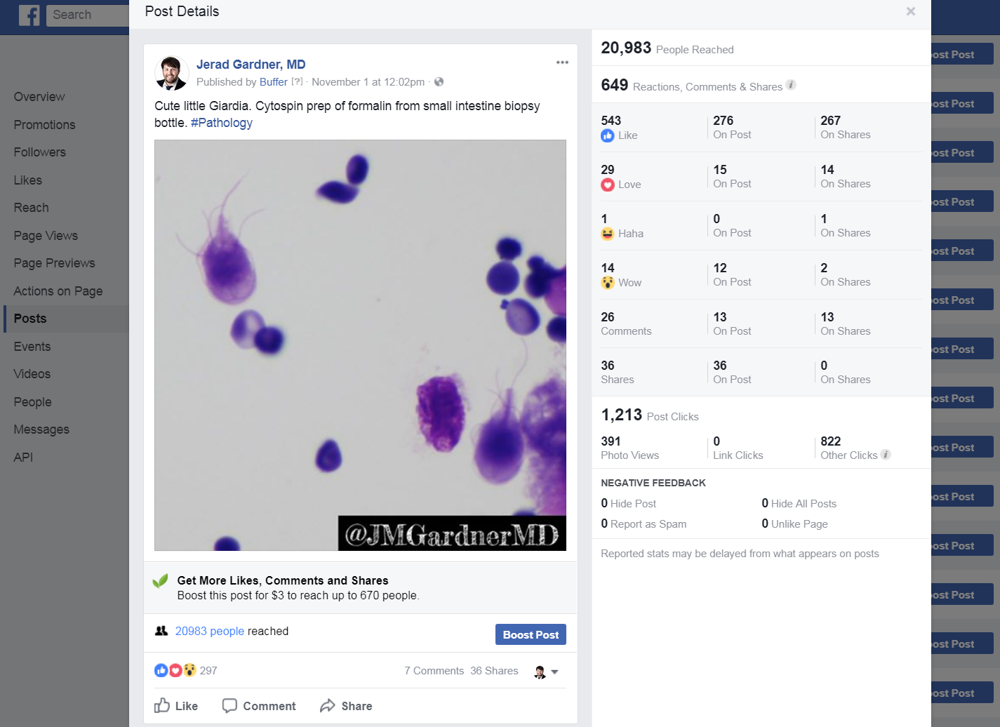 Search
Post Details
×
Overview
Promotions
Followers
Likes
Reach
Page Views
Page Previews
Actions on Page
Posts
Events
Videos
People
Messages
API
Jerad Gardner, MD
Published by Buffer [?] · November 1 at 12:02pm ·
Cute little Giardia. Cytospin prep of formalin from small intestine biopsy
bottle. #Pathology
@JMGardnerMD
Get More Likes, Comments and Shares
Boost this post for $3 to reach up to 670 people.
20983 people reached
Boost Post
297
7 Comments 36 Shares
Like Comment Share
20,983 People Reached
649 Reactions, Comments & Shares i
543 276 267
Like On Post On Shares
29 15 14
Love On Post On Shares
1 0 1
Haha On Post On Shares
14 12 2
Wow On Post On Shares
26 13 13
Comments On Post On Shares
36 36 0
Shares On Post On Shares
1,213 Post Clicks
391 0 822
Photo Views Link Clicks Other Clicks i
NEGATIVE FEEDBACK
0 Hide Post 0 Hide All Posts
0 Report as Spam 0 Unlike Page
Reported stats may be delayed from what appears on posts
ost Post
ost Post
ost Post
ost Post
ost Post
ost Post
ost Post
ost Post
ost Post
ost Post
ost Post
ost Post
ost Post
ost Post